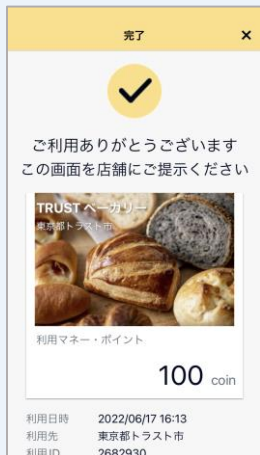 完了 ×
ご利用ありがとうございます
この画面を店舗にご提示ください
TRUST ベーカリー
東京都トラスト市
利用マネー・ポイント
100 coin
利用日時 2022/06/17 16:13
利用先 東京都トラスト市
利用ID 2682930